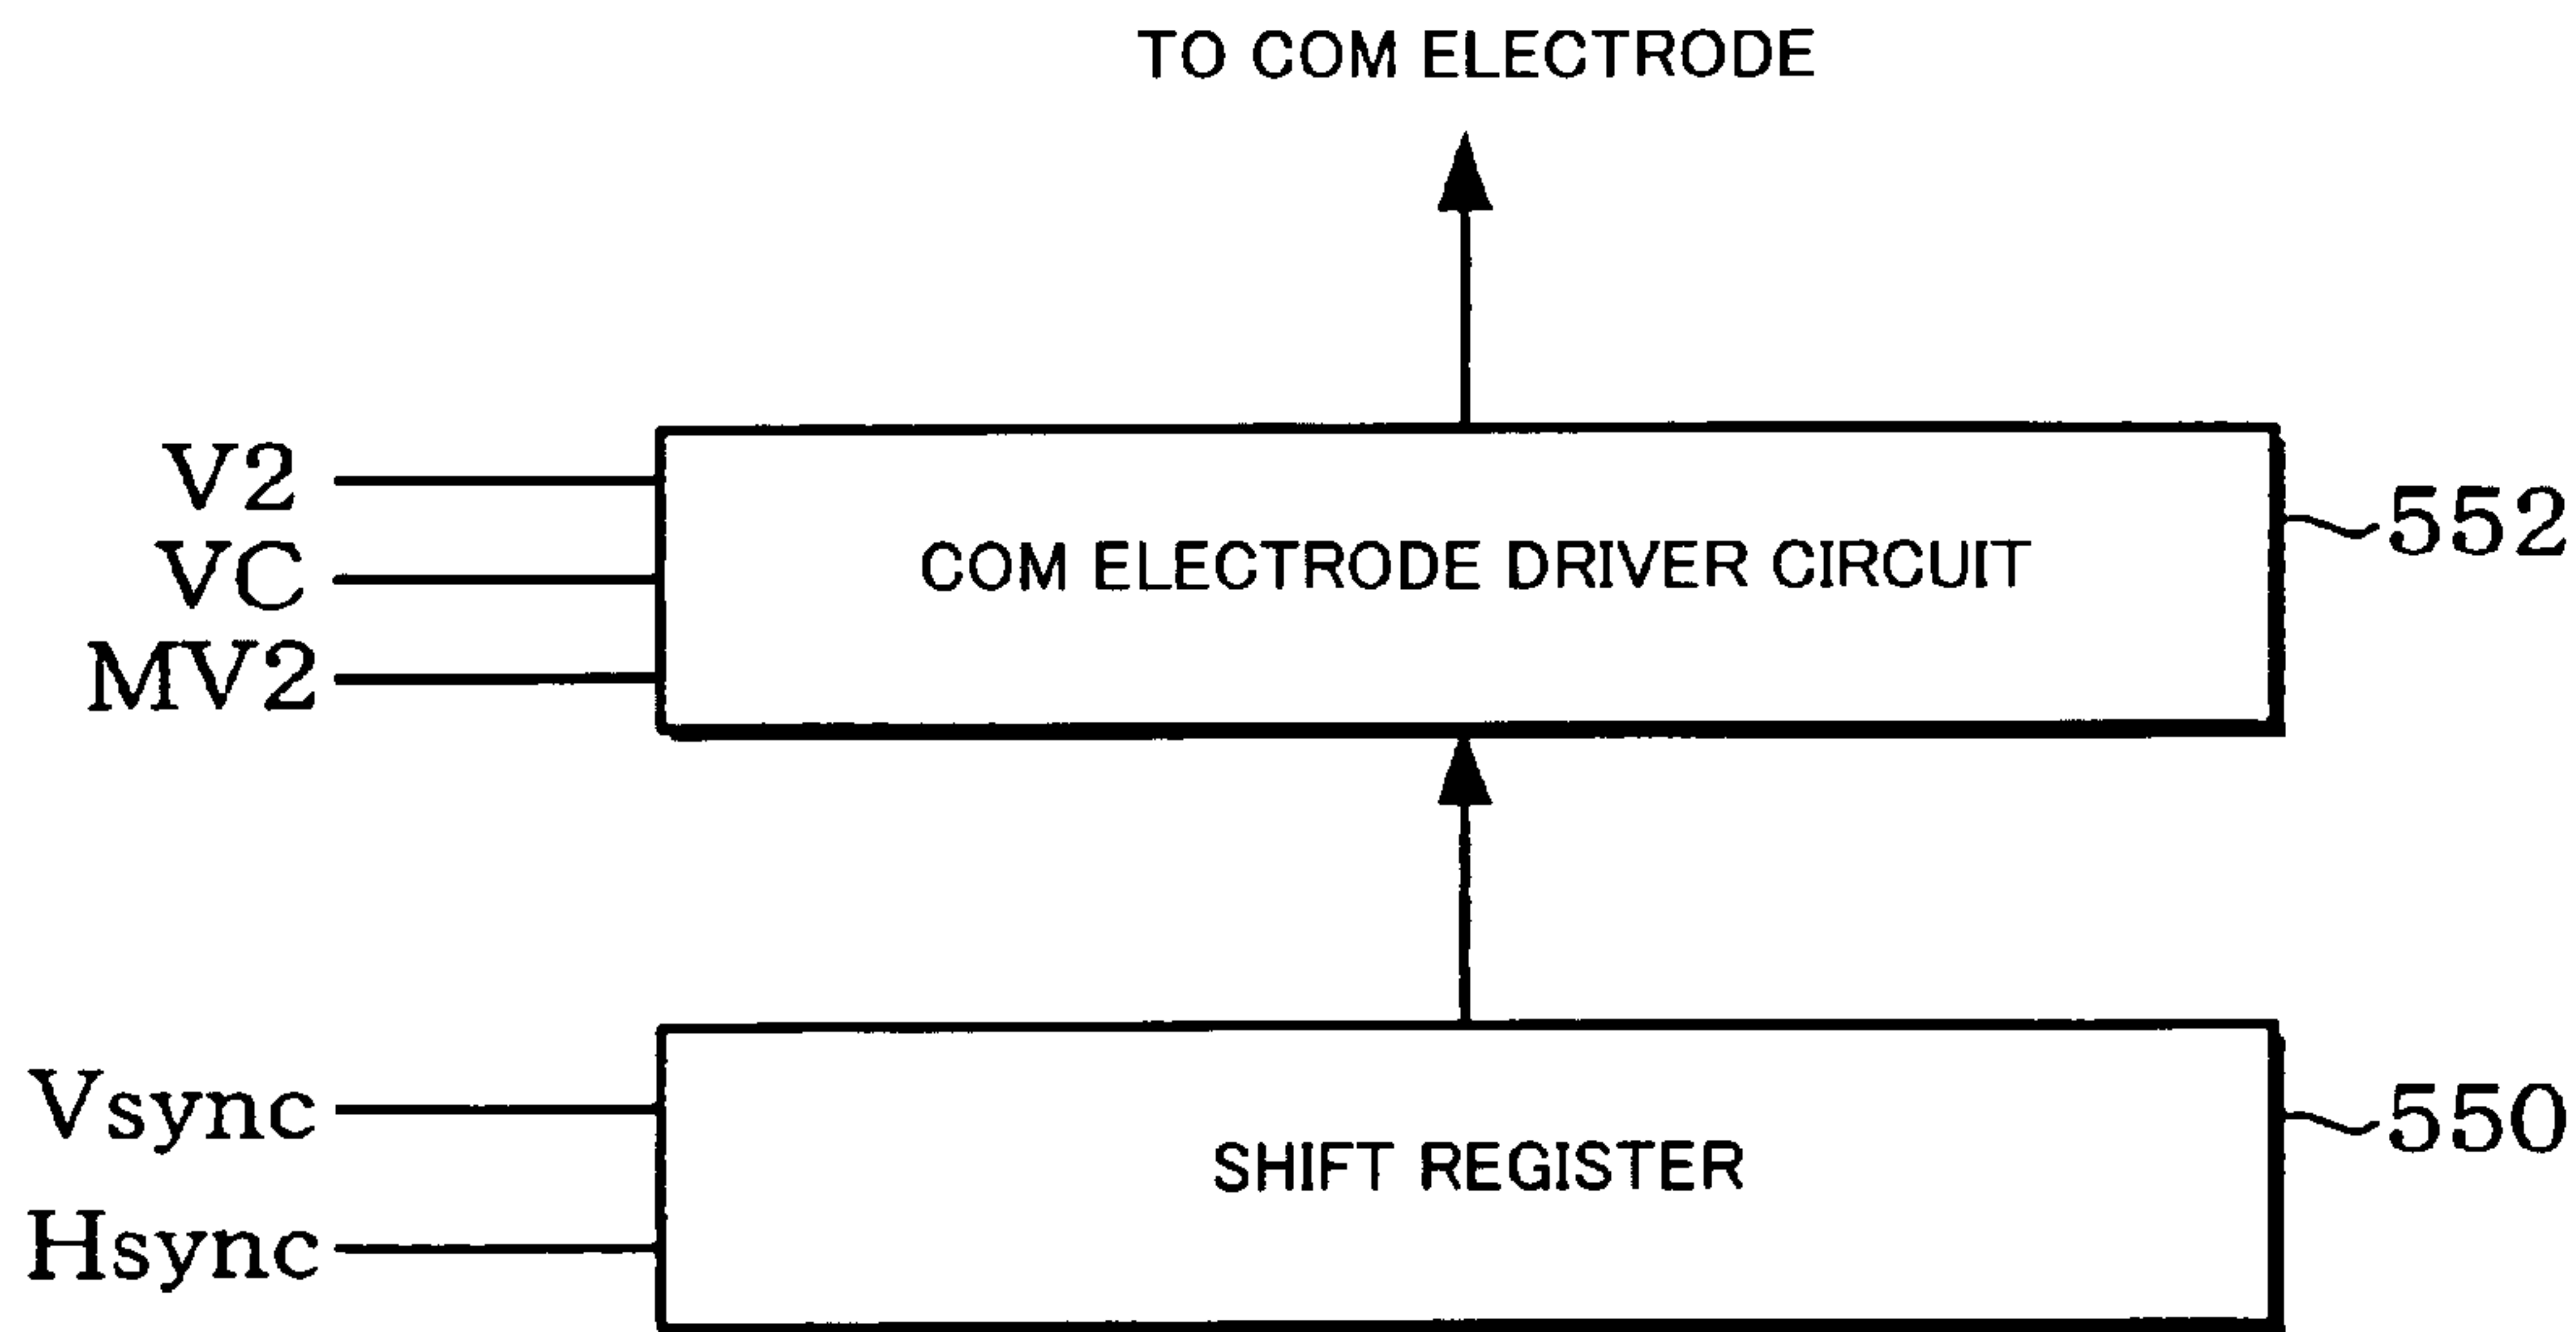 TO COM ELECTRODE
V2
VC
MV2
COM ELECTRODE DRIVER CIRCUIT
552
Vsync
Hsync
SHIFT REGISTER
550